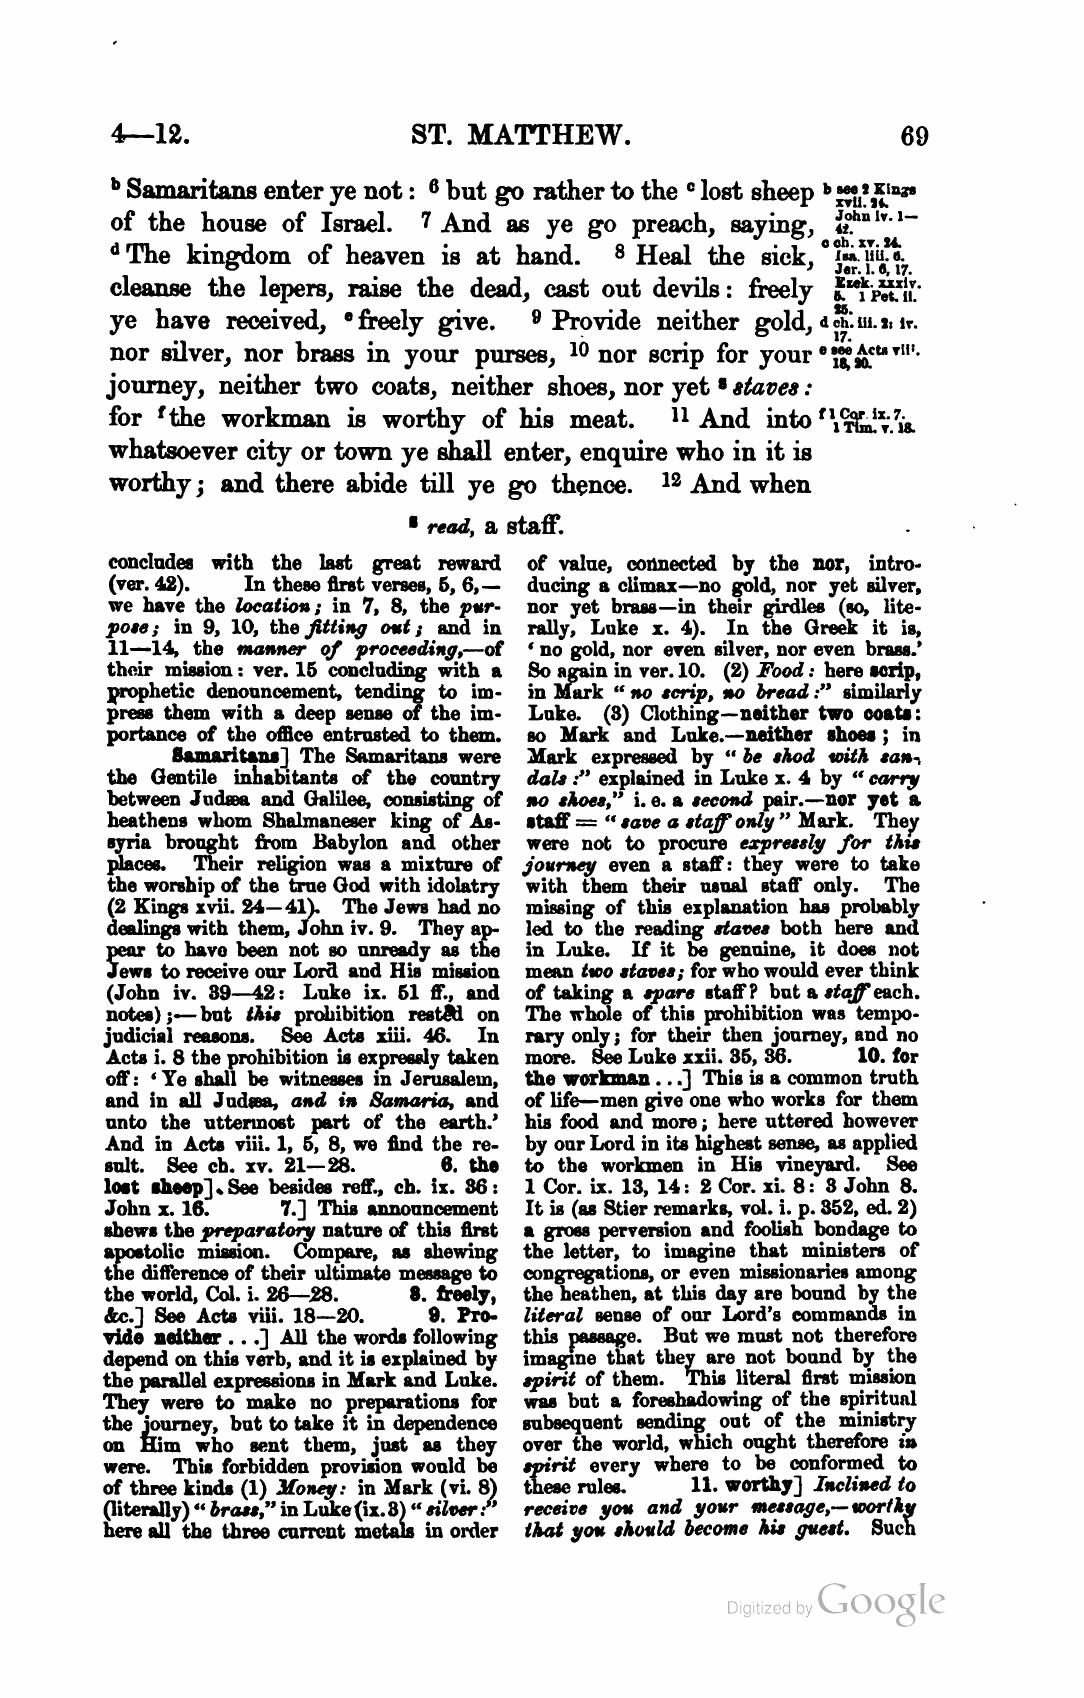 4—12. ST. MATTHEW. 69
b Samaritans enter ye not : 6 but go rather to the c lost sheep
of the house of Israel. 7 And as ye go preach, saying,
d The kingdom of heaven is at hand. 8 Heal the sick,
cleanse the lepers, raise the dead, cast out devils : freely
ye have received, e freely give. 9 Provide neither gold,
nor silver, nor brass in your purses, 10 nor scrip for your
journey, neither two coats, neither shoes, nor yet s staves :
for f the workman is worthy of his meat. 11 And into
whatsoever city or town ye shall enter, enquire who in it is
worthy ; and there abide till ye go thence. 12 And when
b see 2 Kings
xvii. 24.
John iv. 1—
42.
c ch. xv. 24.
Isa. liii. 6.
Jer. l. 6, 17.
Ezek. xxxiv.
5. 1 Pet. ii.
25.
d ch. iii. 2; iv.
17.
e see Acts viii.
18, 20.
f 1 Cor. ix. 7.
1 Tim. v. 18.
s read, a staff.
concludes with the last great reward
(ver. 42). In these first verses, 5, 6,—
we have the location ; in 7, 8, the pur-
pose ; in 9, 10, the fitting out ; and in
11—14, the manner of proceeding,—of
their mission : ver. 15 concluding with a
prophetic denouncement, tending to im-
press them with a deep sense of the im-
portance of the office entrusted to them.
Samaritans] The Samaritans were
the Gentile inhabitants of the country
between Judæa and Galilee, consisting of
heathens whom Shalmaneser king of As-
syria brought from Babylon and other
places. Their religion was a mixture of
the worship of the true God with idolatry
(2 Kings xvii. 24—41). The Jews had no
dealings with them, John iv. 9. They ap-
pear to have been not so unready as the
Jews to receive our Lord and His mission
(John iv. 39—42 : Luke ix. 51 ff., and
notes) ;—but this prohibition rested on
judicial reasons. See Acts xiii. 46. In
Acts i. 8 the prohibition is expressly taken
off : ‘ Ye shall be witnesses in Jerusalem,
and in all Judæa, and in Samaria, and
unto the uttermost part of the earth.’
And in Acts viii. 1, 5, 8, we find the re-
sult. See ch. xv. 21—28. 6. the
lost sheep] See besides reff., ch. ix. 36 :
John x. 16. 7.] This announcement
shews the preparatory nature of this first
apostolic mission. Compare, as shewing
the difference of their ultimate message to
the world, Col. i. 26—28. 8. freely,
&c.] See Acts viii. 18—20. 9. Pro-
vide neither . . .] All the words following
depend on this verb, and it is explained by
the parallel expressions in Mark and Luke.
They were to make no preparations for
the journey, but to take it in dependence
on Him who sent them, just as they
were. This forbidden provision would be
of three kinds (1) Money : in Mark (vi. 8)
(literally) “ brass,” in Luke (ix. 3) “ silver :”
here all the three current metals in order
of value, connected by the nor, intro-
ducing a climax—no gold, nor yet silver,
nor yet brass—in their girdles (so, lite-
rally, Luke x. 4). In the Greek it is,
‘ no gold, nor even silver, nor even brass.’
So again in ver. 10. (2) Food : here scrip,
in Mark “ no scrip, no bread :” similarly
Luke. (3) Clothing—neither two coats :
so Mark and Luke.—neither shoes ; in
Mark expressed by “ be shod with san-
dals :” explained in Luke x. 4 by “ carry
no shoes,” i. e. a second pair.—nor yet a
staff = “ save a staff only ” Mark. They
were not to procure expressly for this
journey even a staff : they were to take
with them their usual staff only. The
missing of this explanation has probably
led to the reading staves both here and
in Luke. If it be genuine, it does not
mean two staves ; for who would ever think
of taking a spare staff ? but a staff each.
The whole of this prohibition was tempo-
rary only ; for their then journey, and no
more. See Luke xxii. 35, 36. 10. for
the workman . . .] This is a common truth
of life—men give one who works for them
his food and more ; here uttered however
by our Lord in its highest sense, as applied
to the workmen in His vineyard. See
1 Cor. ix. 13, 14 : 2 Cor. xi. 8 : 3 John 8.
It is (as Stier remarks, vol. i. p. 352, ed. 2)
a gross perversion and foolish bondage to
the letter, to imagine that ministers of
congregations, or even missionaries among
the heathen, at this day are bound by the
literal sense of our Lord’s commands in
this passage. But we must not therefore
imagine that they are not bound by the
spirit of them. This literal first mission
was but a foreshadowing of the spiritual
subsequent sending out of the ministry
over the world, which ought therefore in
spirit every where to be conformed to
these rules. 11. worthy] Inclined to
receive you and your message,—worthy
that you should become his guest. Such
Digitized by Google